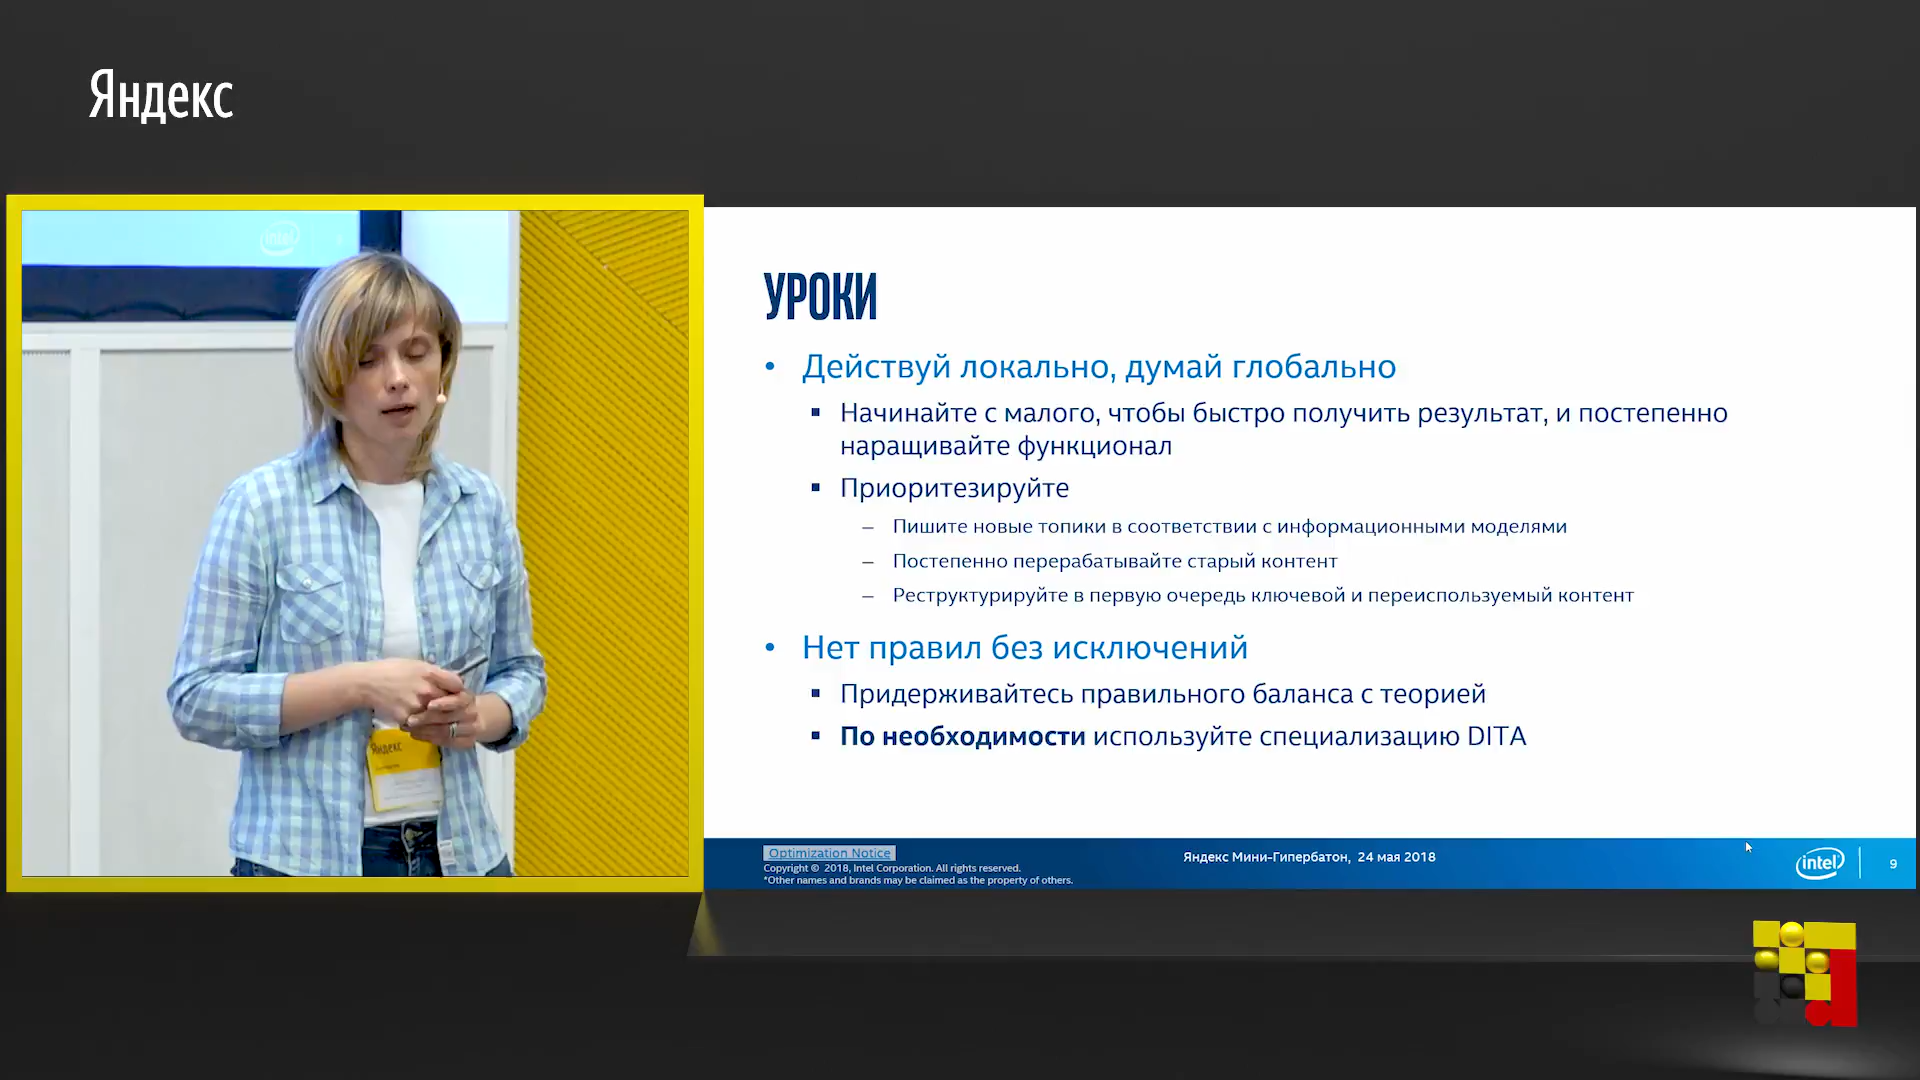 Яндекс
intel
Яндекс
УРОКИ
• Действуй локально, думай глобально
▪ Начинайте с малого, чтобы быстро получить результат, и постепенно
наращивайте функционал
▪ Приоритезируйте
– Пишите новые топики в соответствии с информационными моделями
– Постепенно перерабатывайте старый контент
– Реструктурируйте в первую очередь ключевой и переиспользуемый контент
• Нет правил без исключений
▪ Придерживайтесь правильного баланса с теорией
▪ По необходимости используйте специализацию DITA
Optimization Notice
Copyright © 2018, Intel Corporation. All rights reserved.
*Other names and brands may be claimed as the property of others.
Яндекс Мини-Гипербатон, 24 мая 2018
intel
9